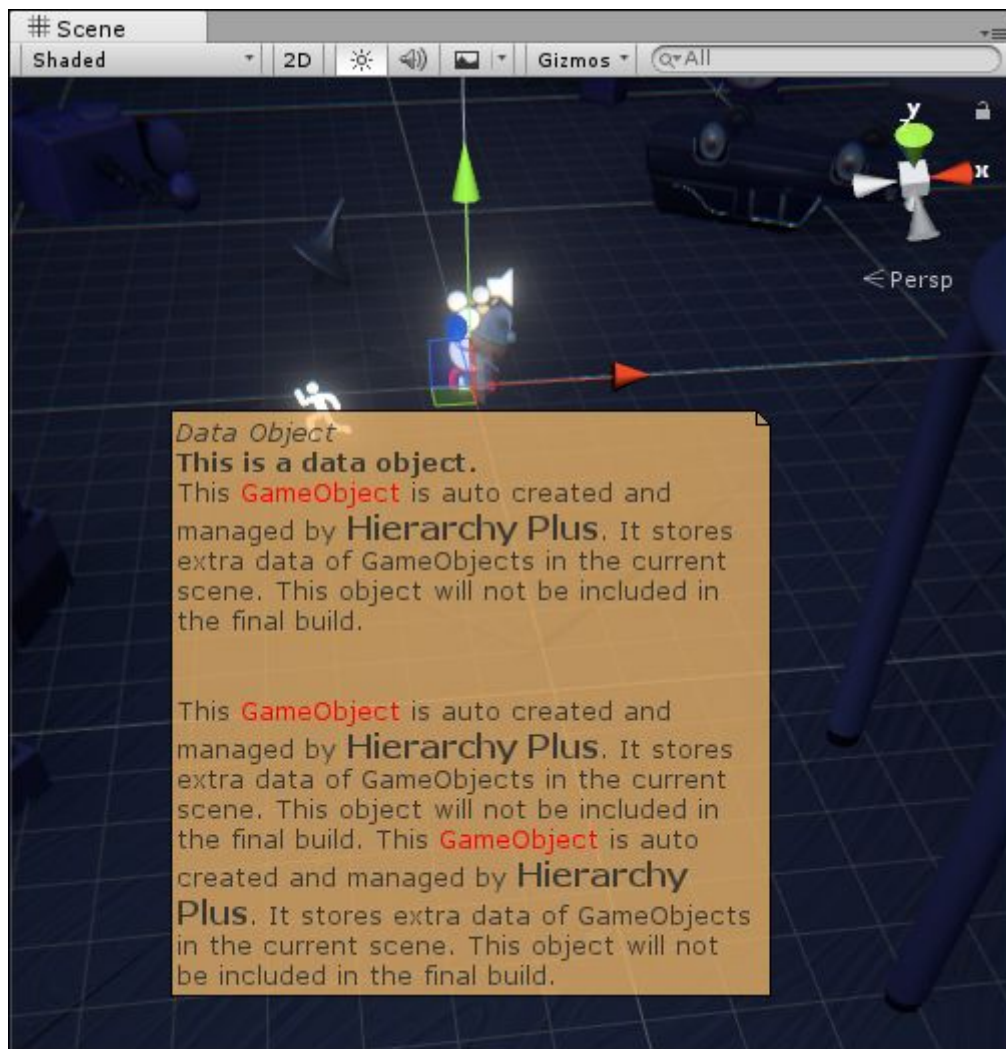 Scene
Shaded 2D Gizmos All
y
x
Persp
Data Object
This is a data object.
This GameObject is auto created and
managed by Hierarchy Plus. It stores
extra data of GameObjects in the current
scene. This object will not be included in
the final build.
This GameObject is auto created and
managed by Hierarchy Plus. It stores
extra data of GameObjects in the current
scene. This object will not be included in
the final build. This GameObject is auto
created and managed by Hierarchy
Plus. It stores extra data of GameObjects
in the current scene. This object will not
be included in the final build.